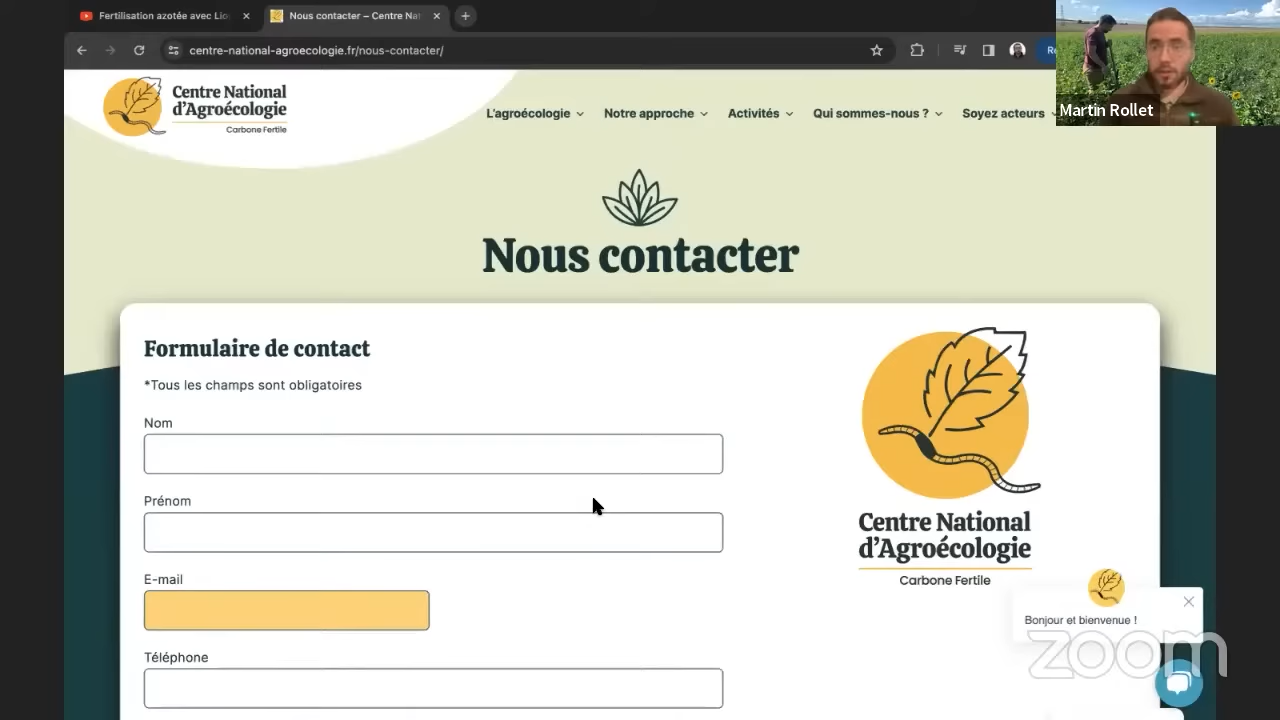 Fertilisation azotée avec Lio
Nous contacter – Centre Na
centre-national-agroecologie.fr/nous-contacter/
Martin Rollet
Centre National
d'Agroécologie
Carbone Fertile
L'agroécologie
Notre approche
Activités
Qui sommes-nous ?
Soyez acteurs
Nous contacter
Formulaire de contact
*Tous les champs sont obligatoires
Nom
Prénom
E-mail
Téléphone
Centre National
d'Agroécologie
Carbone Fertile
Bonjour et bienvenue !
zoom